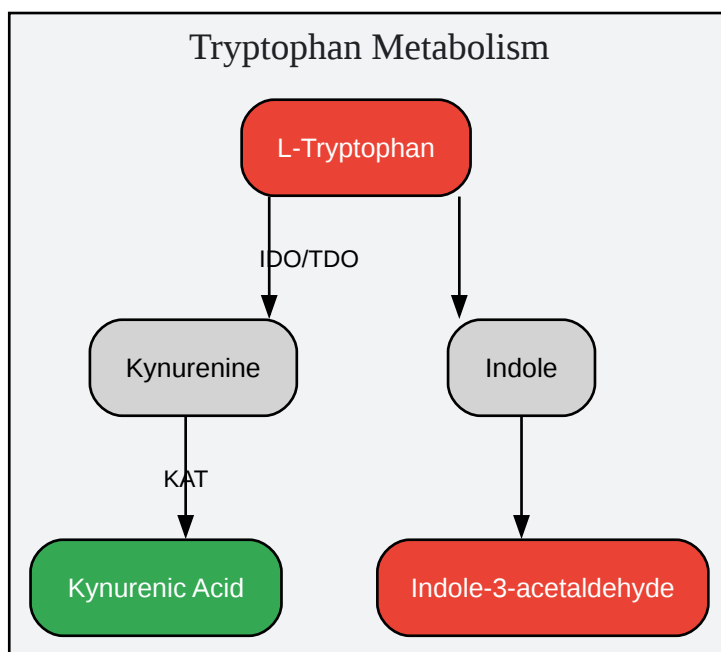 Tryptophan Metabolism
L-Tryptophan
IDO/TDO
Kynurenine
Indole
KAT
Kynurenic Acid
Indole-3-acetaldehyde